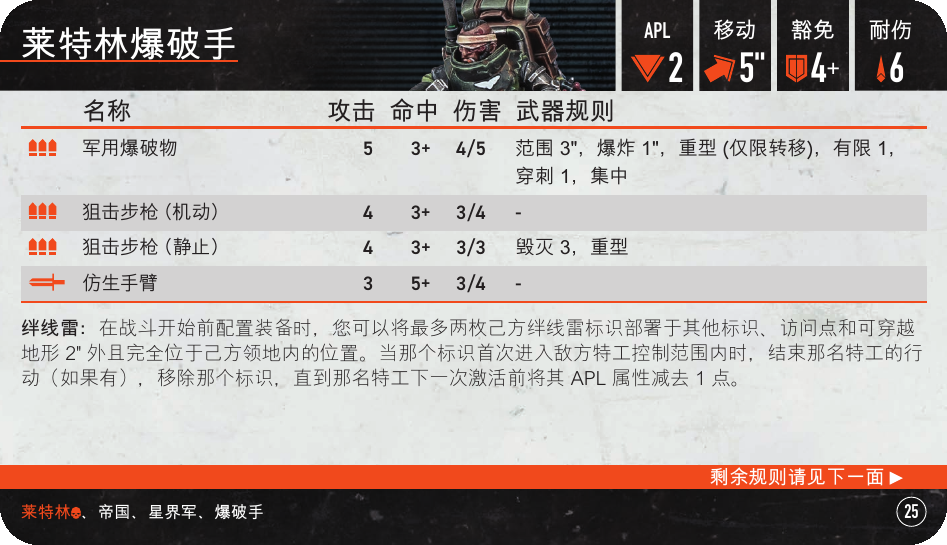 莱特林爆破手
APL 移动 豁免 耐伤
2 5" 4+ 6
名称 攻击 命中 伤害 武器规则
军用爆破物 5 3+ 4/5 范围 3"，爆炸 1"，重型 (仅限转移)，有限 1，
穿刺 1，集中
狙击步枪（机动） 4 3+ 3/4 -
狙击步枪（静止） 4 3+ 3/3 毁灭 3，重型
仿生手臂 3 5+ 3/4 -
绊线雷：在战斗开始前配置装备时，您可以将最多两枚己方绊线雷标识部署于其他标识、访问点和可穿越
地形 2" 外且完全位于己方领地内的位置。当那个标识首次进入敌方特工控制范围内时，结束那名特工的行
动（如果有），移除那个标识，直到那名特工下一次激活前将其 APL 属性减去 1 点。
剩余规则请见下一面▶
莱特林、帝国、星界军、爆破手
25